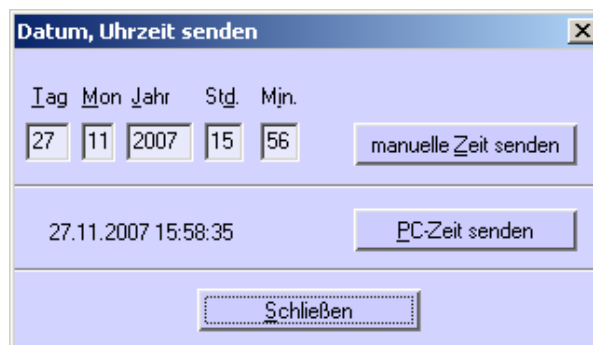 Datum, Uhrzeit senden
Tag Mon Jahr Std. Min.
27 11 2007 15 56 manuelle Zeit senden
27.11.2007 15:58:35 PC-Zeit senden
Schließen